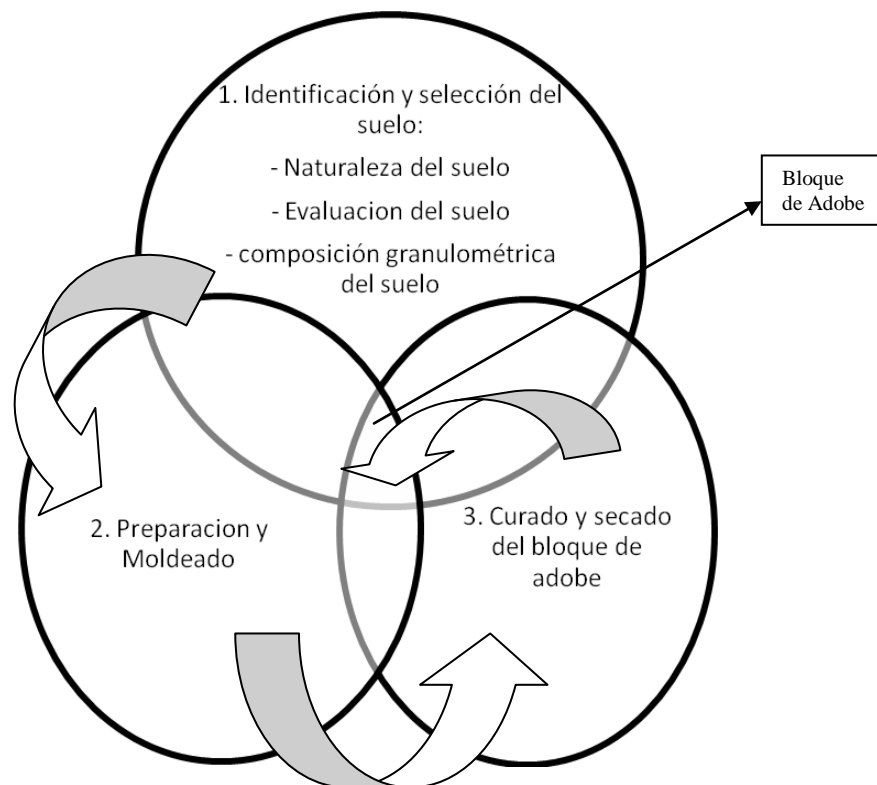 1. Identificación y selección del
suelo:
- Naturaleza del suelo
- Evaluacion del suelo
- composición granulométrica
del suelo
Bloque
de Adobe
2. Preparacion y
Moldeado
3. Curado y secado
del bloque de
adobe